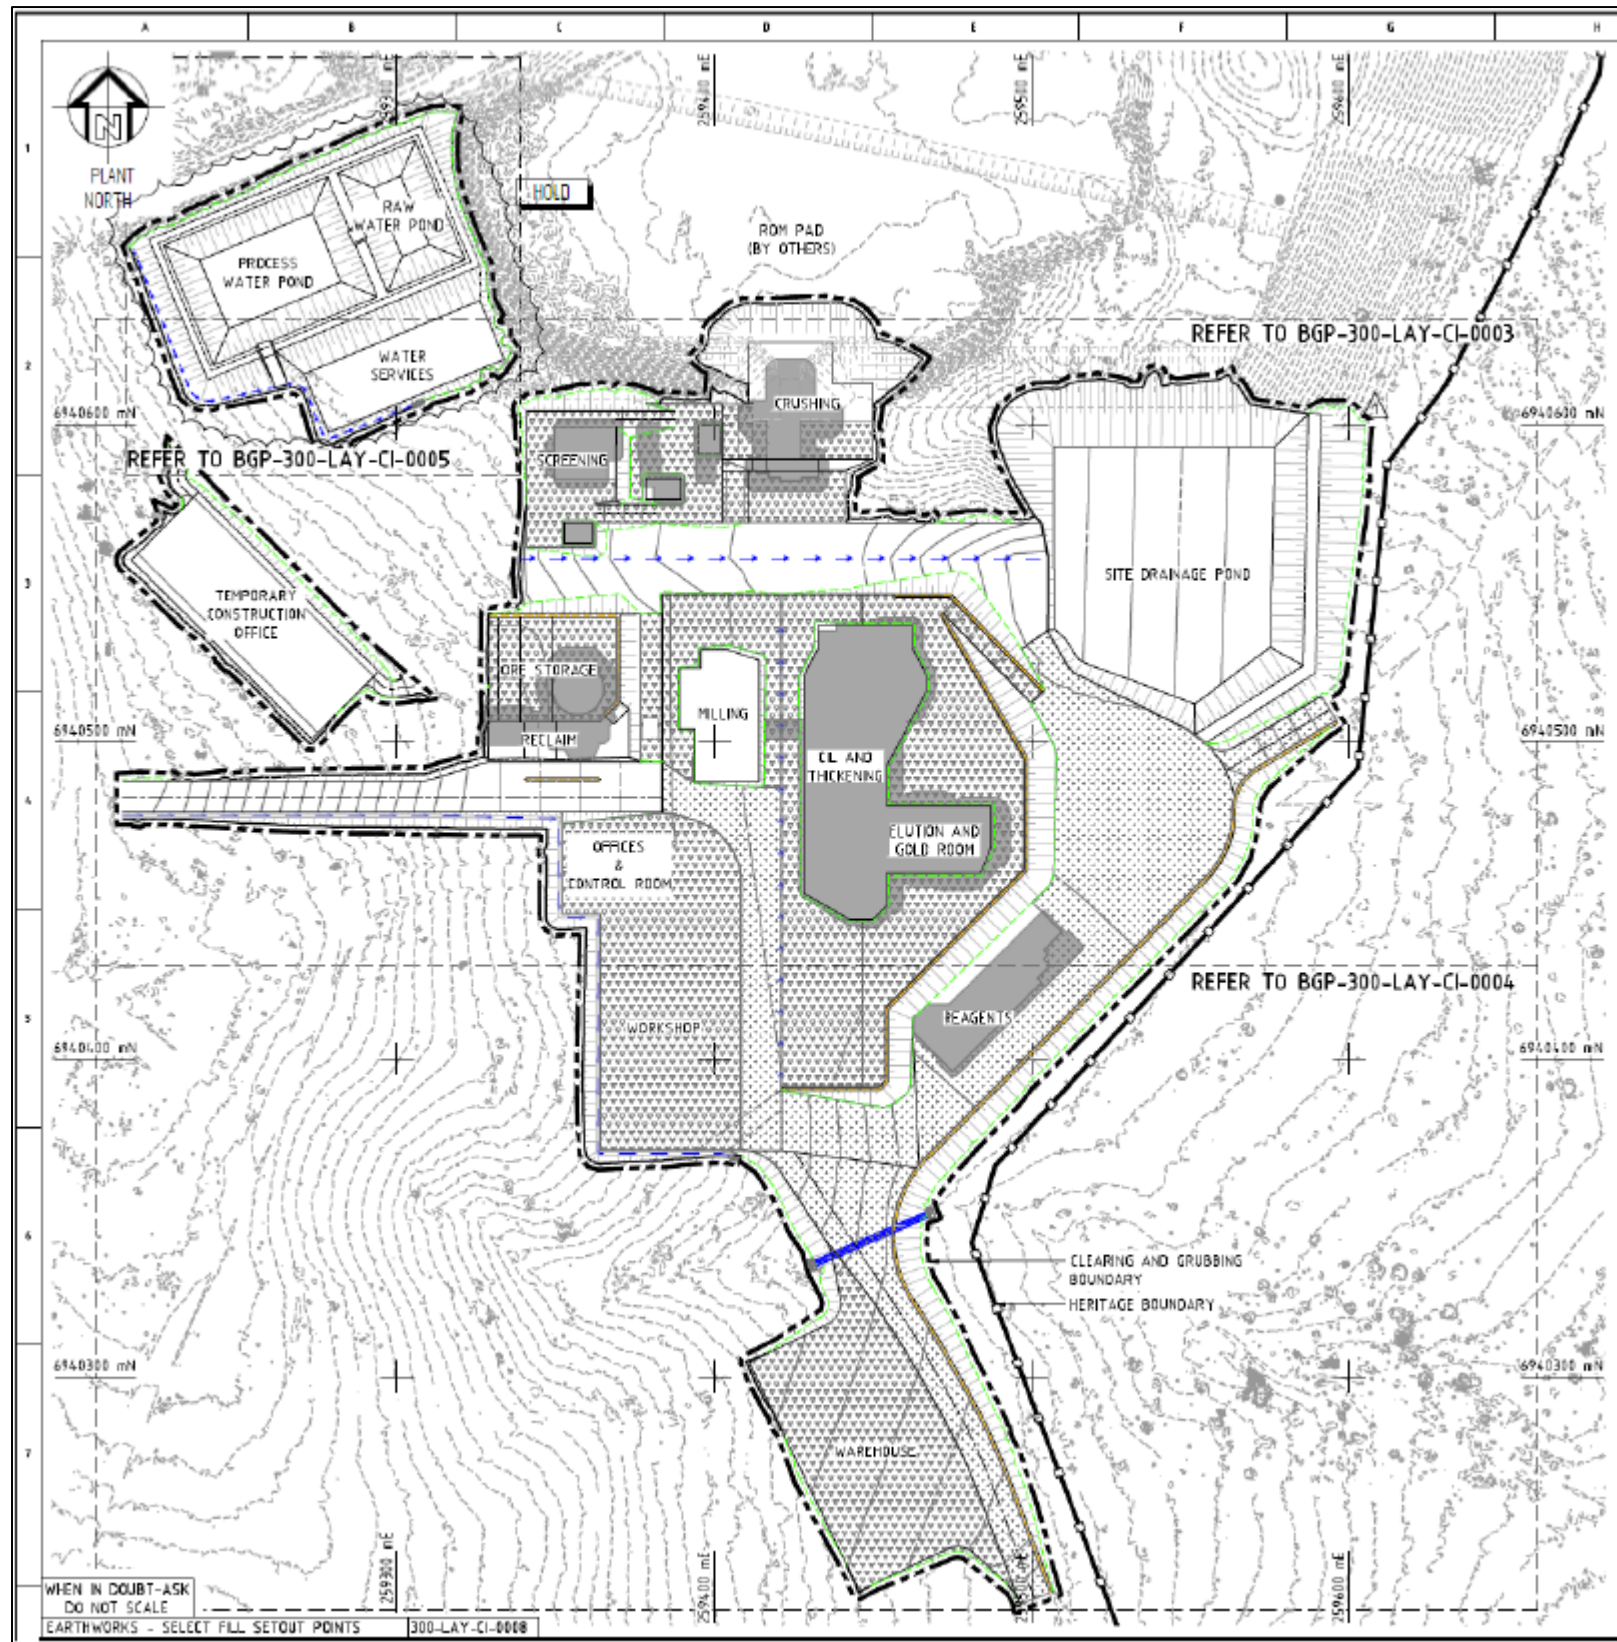 A B C D E F G H
259300 mE
259400 mE
259500 mE
259600 mE
1
N
PLANT
NORTH
HOLD
RAW
WATER POND
ROM PAD
(BY OTHERS)
PROCESS
WATER POND
REFER TO BGP-300-LAY-CI-0003
2
WATER
SERVICES
CRUSHING
6940600 mN
6940600 mN
REFER TO BGP-300-LAY-CI-0005
SCREENING
3
SITE DRAINAGE POND
TEMPORARY
CONSTRUCTION
OFFICE
ORE STORAGE
MILLING
6940500 mN
RECLAIM
6940500 mN
CIL AND
THICKENING
4
ELUTION AND
GOLD ROOM
OFFICES
&
CONTROL ROOM
REFER TO BGP-300-LAY-CI-0004
5
WORKSHOP
REAGENTS
6940400 mN
6940400 mN
6
CLEARING AND GRUBBING
BOUNDARY
HERITAGE BOUNDARY
6940300 mN
6940300 mN
7
WAREHOUSE
259300 mE
259400 mE
259600 mE
WHEN IN DOUBT-ASK
DO NOT SCALE
EARTHWORKS - SELECT FILL SETOUT POINTS
300-LAY-CI-0008